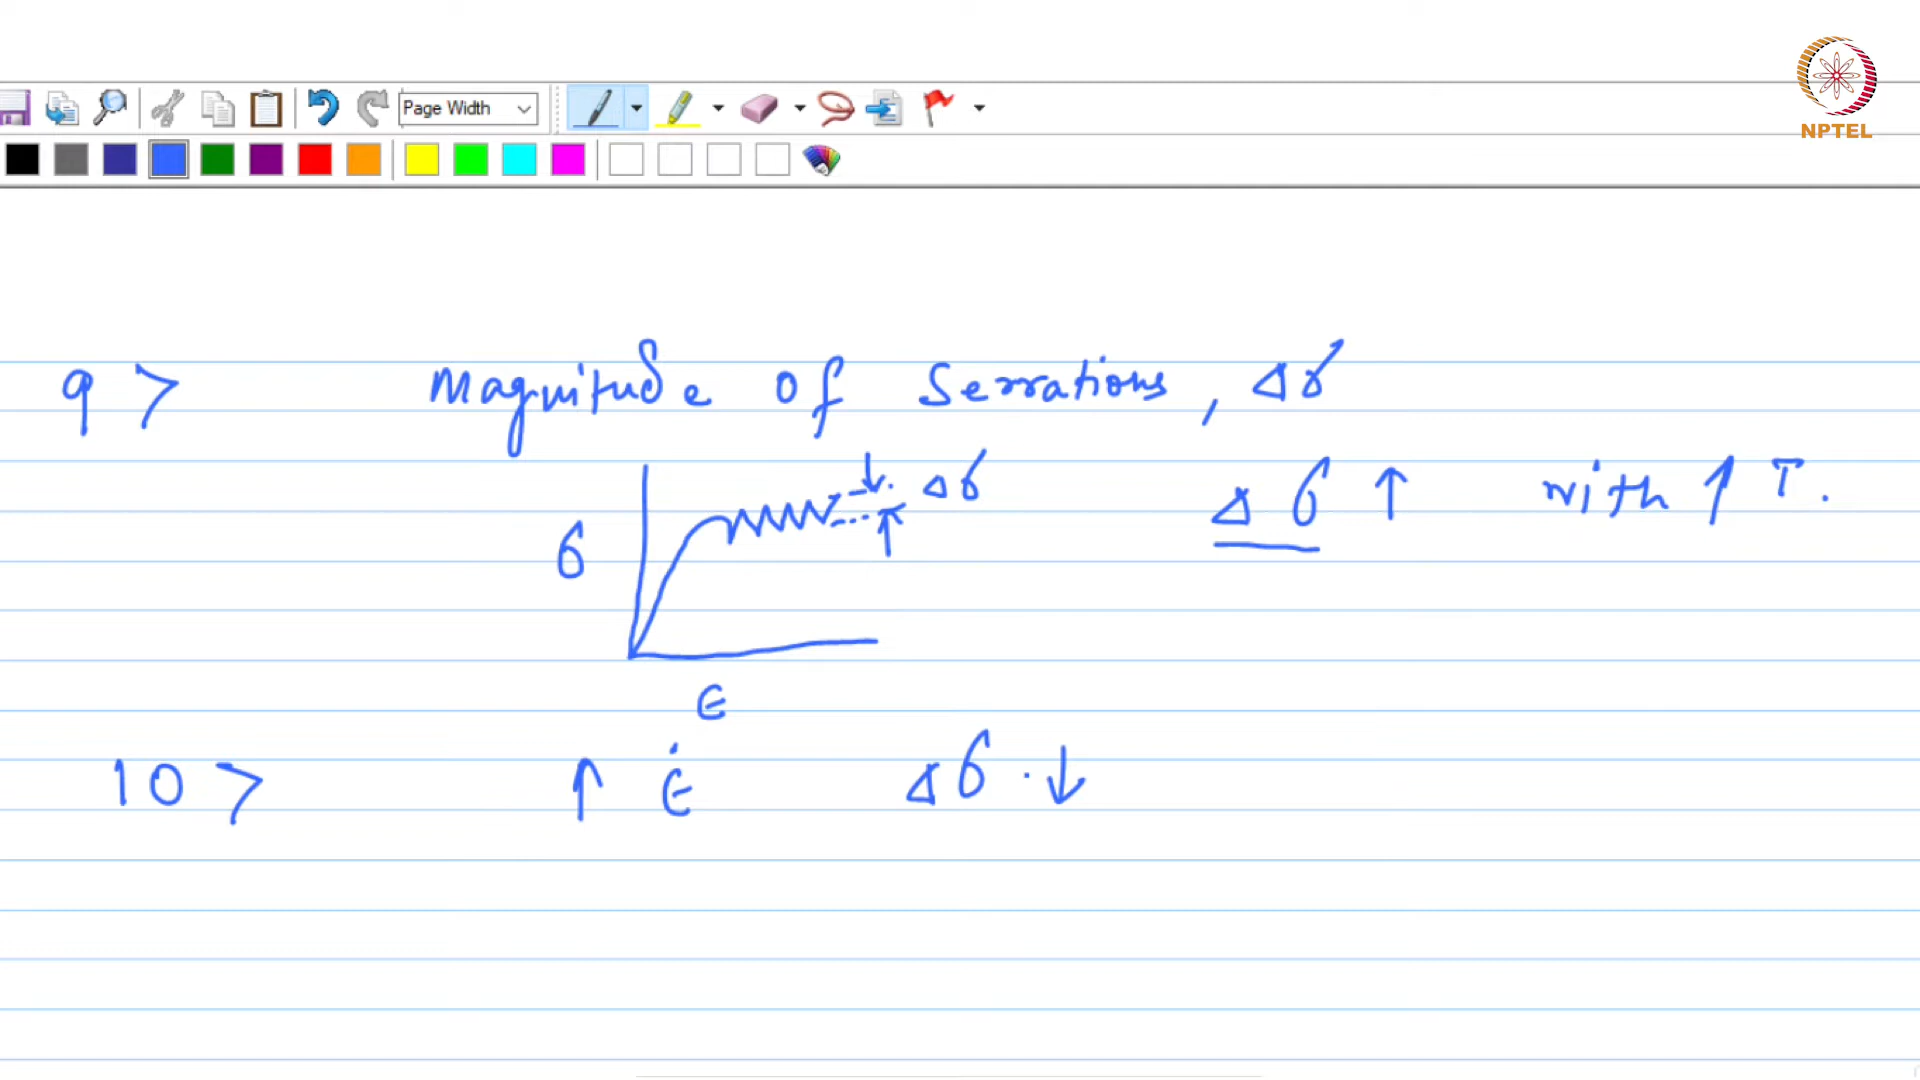 Page Width
NPTEL
9 > Magnitude of Serrations, Δσ
σ
Δσ
Δσ ↑ with ↑ T.
ϵ
10 > ↑ ϵ̇ Δσ . ↓